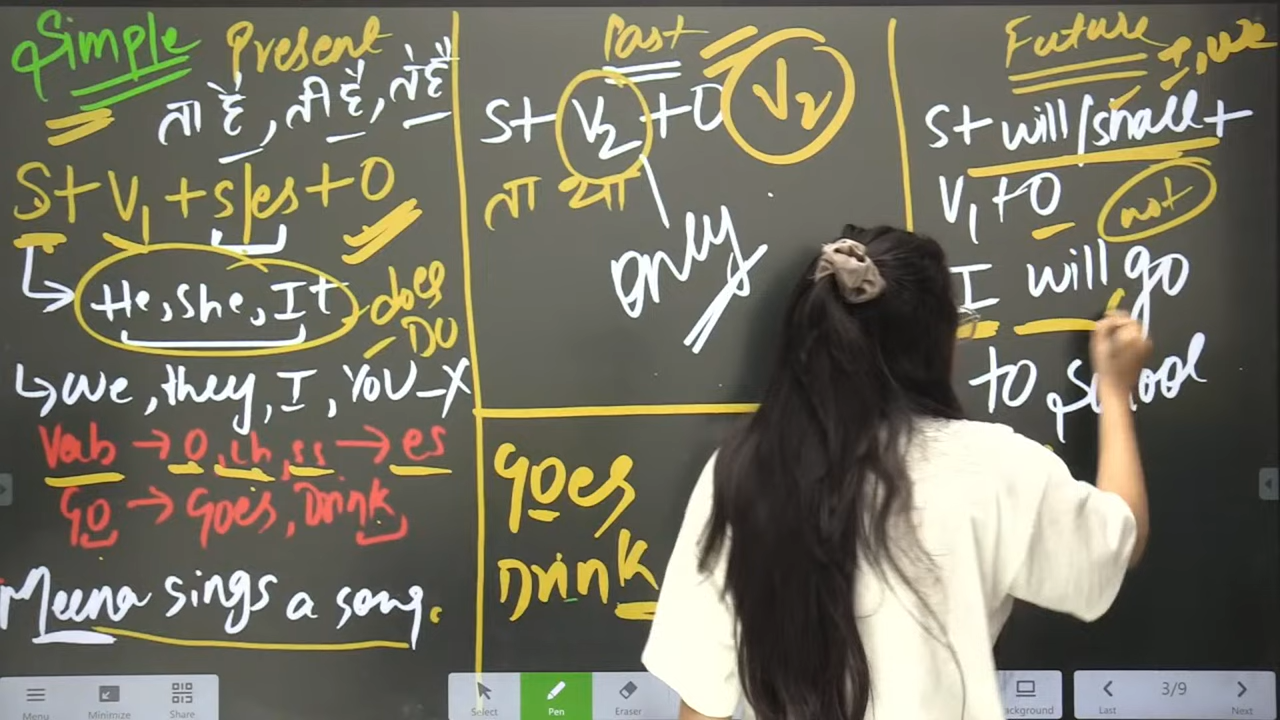 Simple Present
ता है, ती है, ते हैं
S + V1 + s/es + O
He, She, It does
DO
We, they, I, YOU - X
Verb → o, ch, ss → es
Go → Goes, Drink
Meena sings a song.
Past
S + V2 + O V2
ता था
only
Goes
Drink
Future I, we
S + will/shall +
V1 + O not
I will go
to school
Menu
Minimize
Share
Select
Pen
Eraser
ackground
Last
3/9
Next